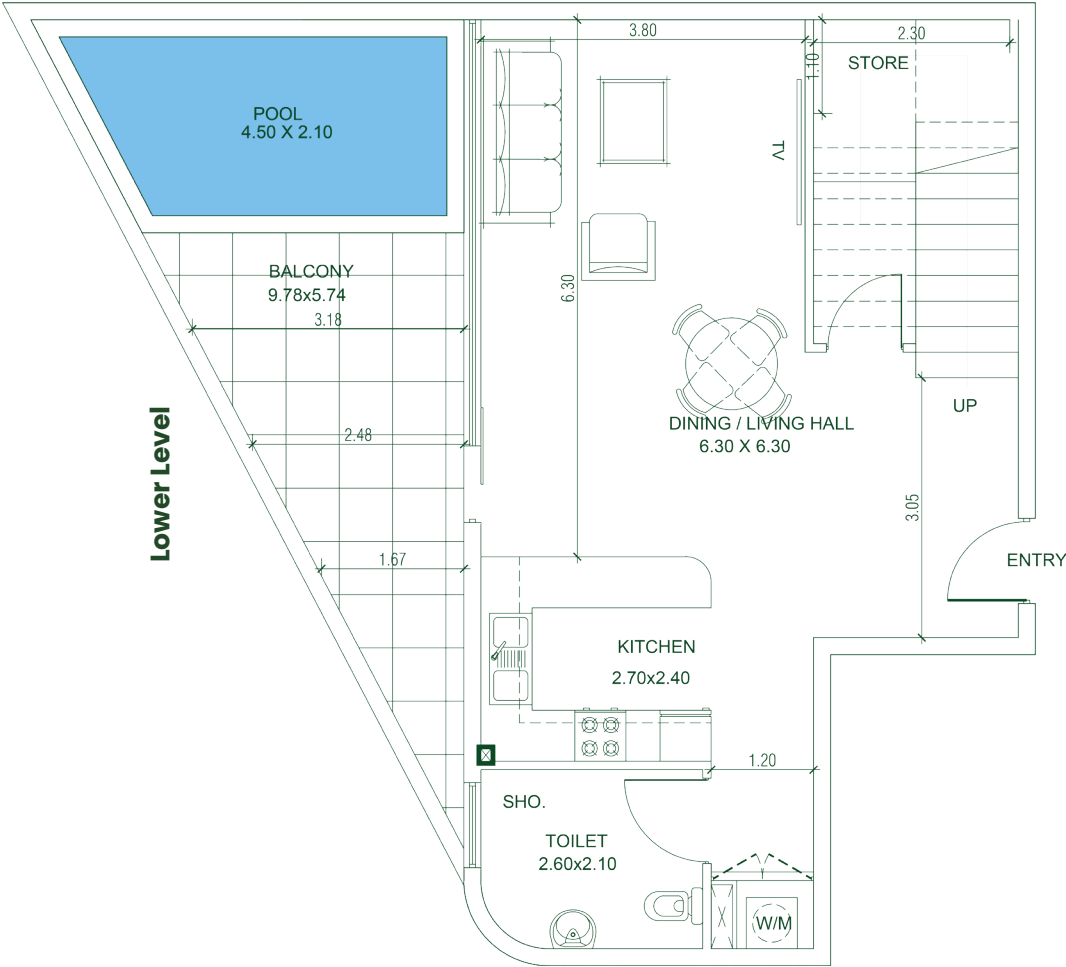 3.80
2.30
1.10
STORE
POOL
4.50 X 2.10
TV
BALCONY
9.78x5.74
3.18
6.30
DINING / LIVING HALL
6.30 X 6.30
UP
Lower Level
2.48
3.05
1.67
ENTRY
KITCHEN
2.70x2.40
1.20
SHO.
TOILET
2.60x2.10
W/M